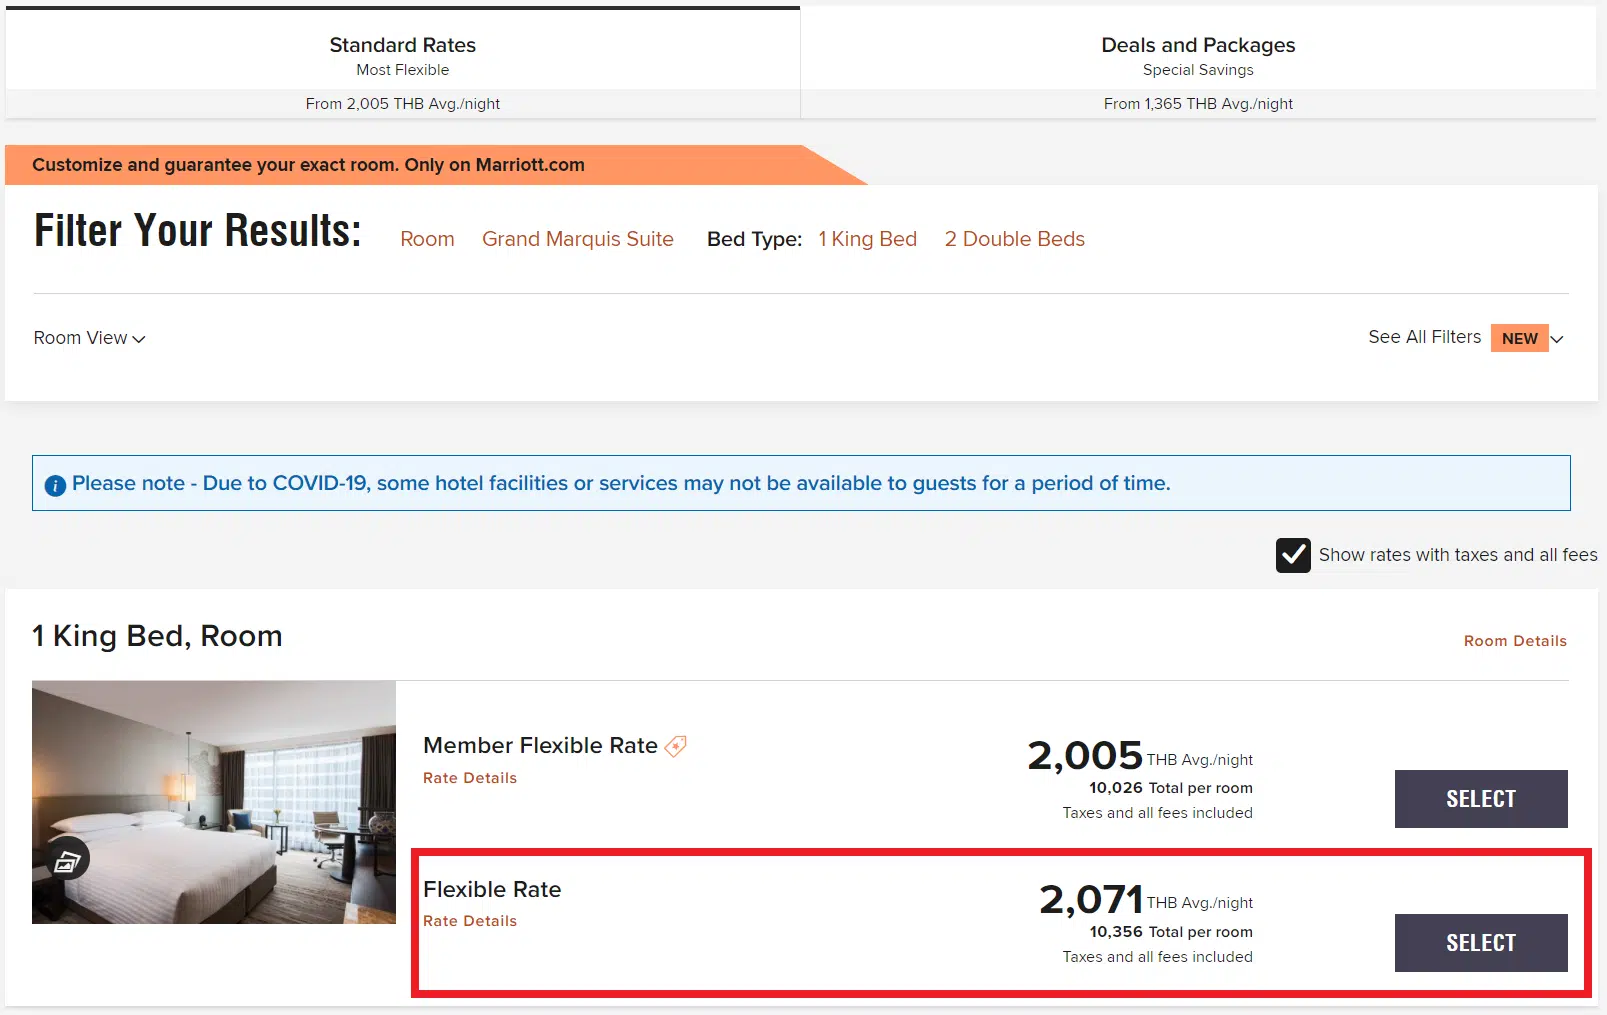 Standard Rates
Most Flexible
From 2,005 THB Avg./night
Deals and Packages
Special Savings
From 1,365 THB Avg./night
Customize and guarantee your exact room. Only on Marriott.com
Filter Your Results: Room Grand Marquis Suite Bed Type: 1 King Bed 2 Double Beds
Room View
See All Filters NEW
Please note - Due to COVID-19, some hotel facilities or services may not be available to guests for a period of time.
Show rates with taxes and all fees
1 King Bed, Room
Room Details
Member Flexible Rate
Rate Details
2,005 THB Avg./night
10,026 Total per room
Taxes and all fees included
SELECT
Flexible Rate
Rate Details
2,071 THB Avg./night
10,356 Total per room
Taxes and all fees included
SELECT